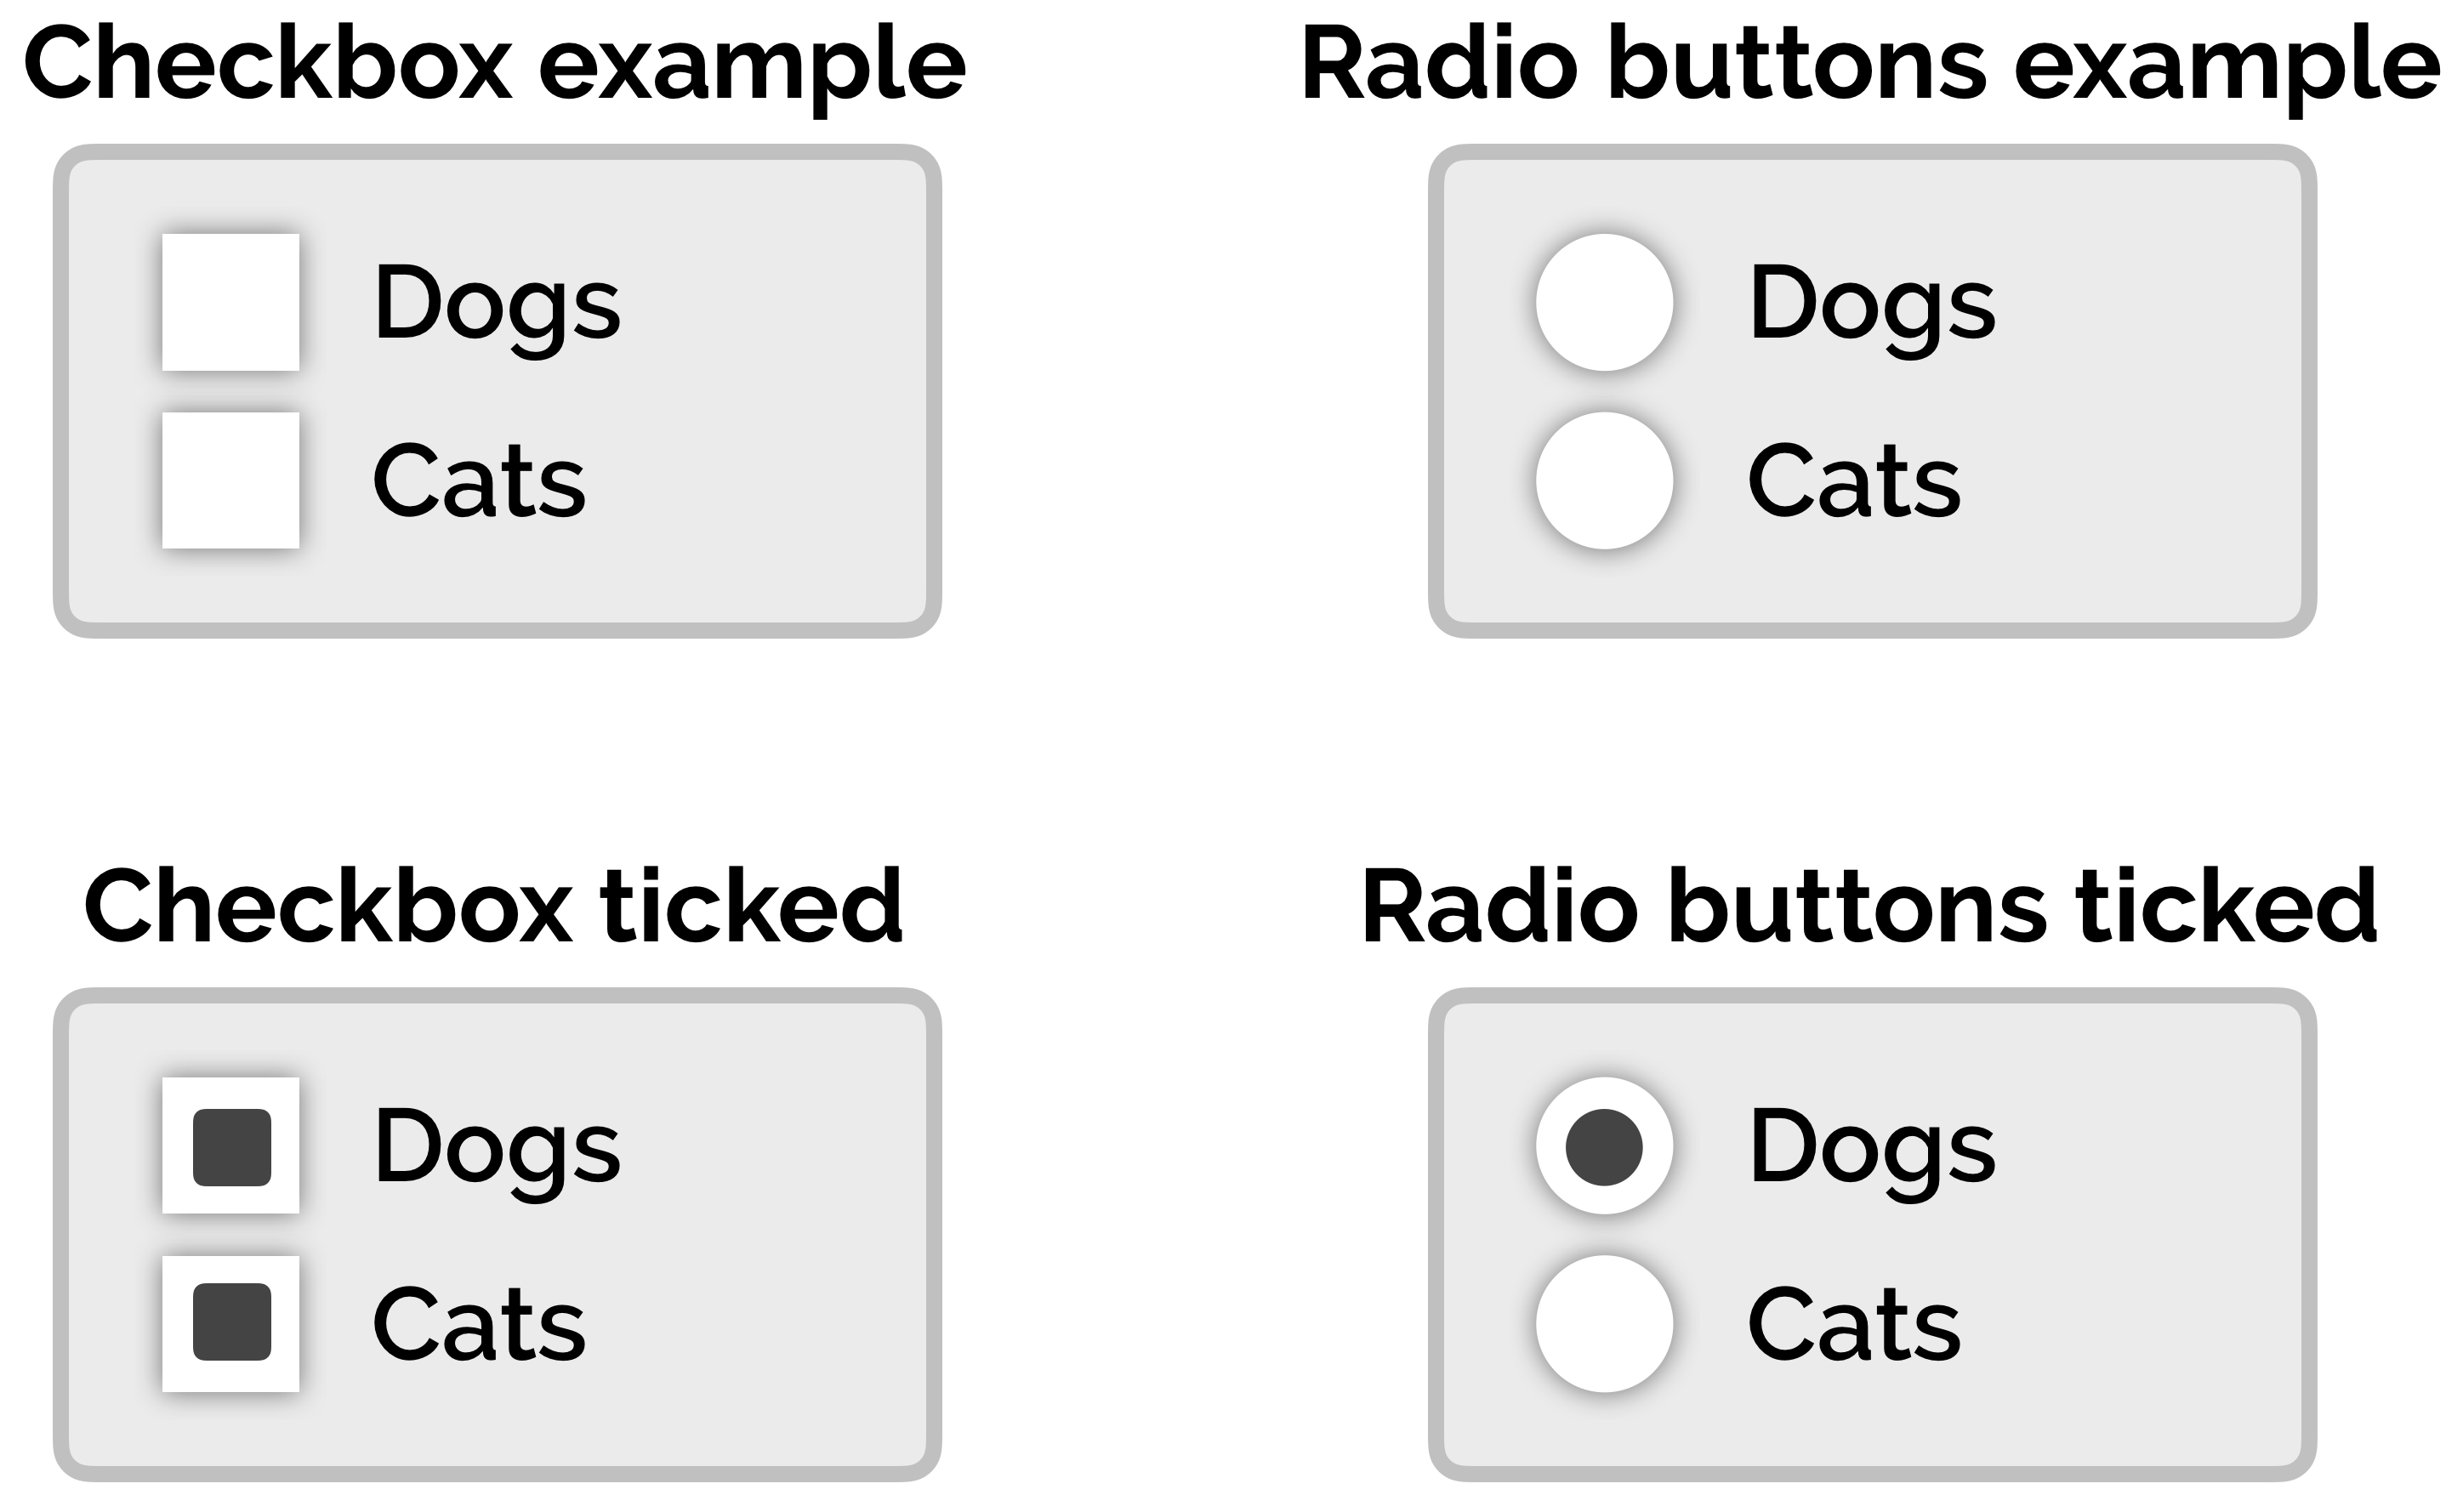 Checkbox example
Dogs
Cats
Radio buttons example
Dogs
Cats
Checkbox ticked
Dogs
Cats
Radio buttons ticked
Dogs
Cats